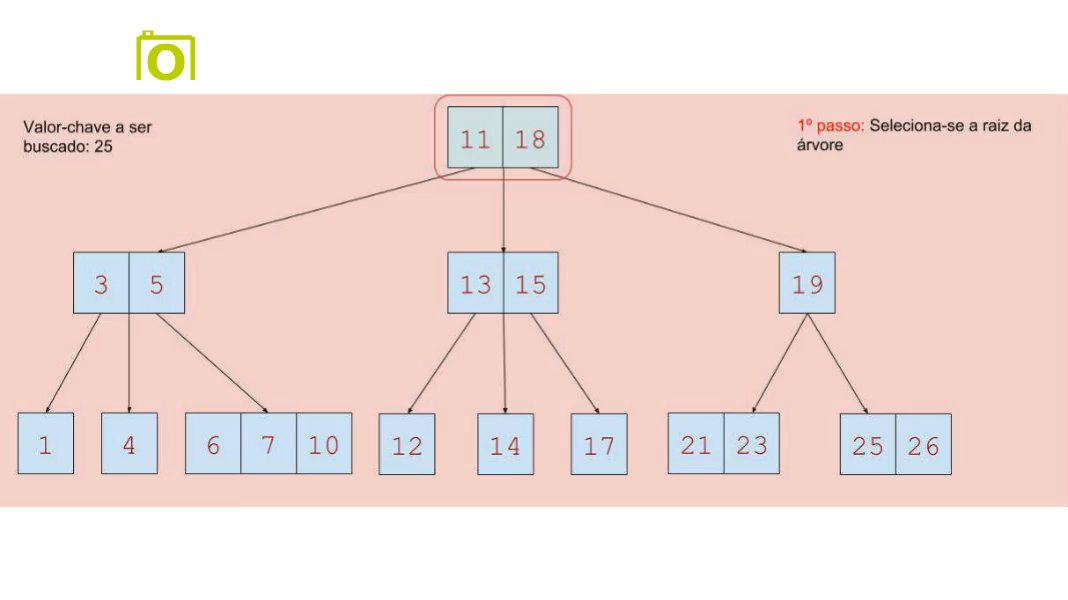 O
Valor-chave a ser
buscado: 25
1º passo: Seleciona-se a raiz da
árvore
11 18
3 5
13 15
19
1
4
6 7 10
12
14
17
21 23
25 26